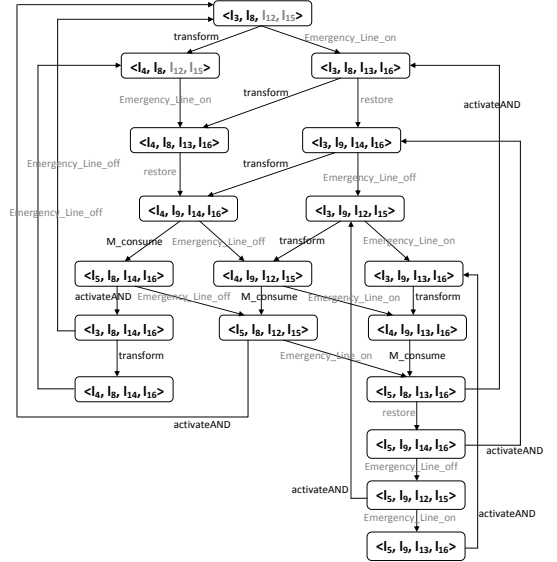 <l₃, l₈, l₁₂, l₁₅>
transform Emergency_Line_on
<l₄, l₈, l₁₂, l₁₅> <l₃, l₈, l₁₃, l₁₆>
Emergency_Line_on transform restore activateAND
<l₄, l₈, l₁₃, l₁₆> <l₃, l₉, l₁₄, l₁₆>
Emergency_Line_off restore transform Emergency_Line_off
Emergency_Line_off <l₄, l₉, l₁₄, l₁₆> <l₃, l₉, l₁₂, l₁₅>
M_consume Emergency_Line_off transform Emergency_Line_on
<l₅, l₈, l₁₄, l₁₆> <l₄, l₉, l₁₂, l₁₅> <l₃, l₉, l₁₃, l₁₆>
activateAND Emergency_Line_off M_consume Emergency_Line_on transform
<l₃, l₈, l₁₄, l₁₆> <l₅, l₈, l₁₂, l₁₅> <l₄, l₉, l₁₃, l₁₆>
transform Emergency_Line_on M_consume
<l₄, l₈, l₁₄, l₁₆> <l₅, l₈, l₁₃, l₁₆>
activateAND restore
<l₅, l₉, l₁₄, l₁₆> activateAND
Emergency_Line_off
activateAND <l₅, l₉, l₁₂, l₁₅>
Emergency_Line_on activateAND
<l₅, l₉, l₁₃, l₁₆>